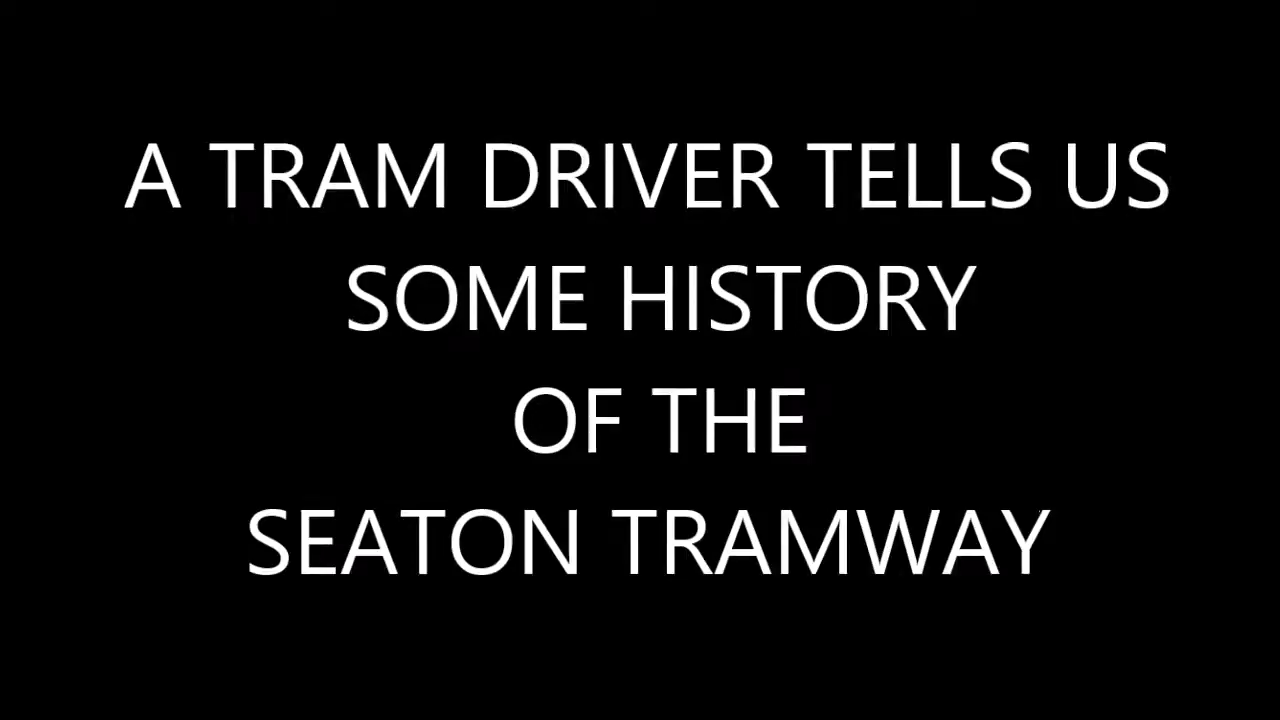 A TRAM DRIVER TELLS US
SOME HISTORY
OF THE
SEATON TRAMWAY